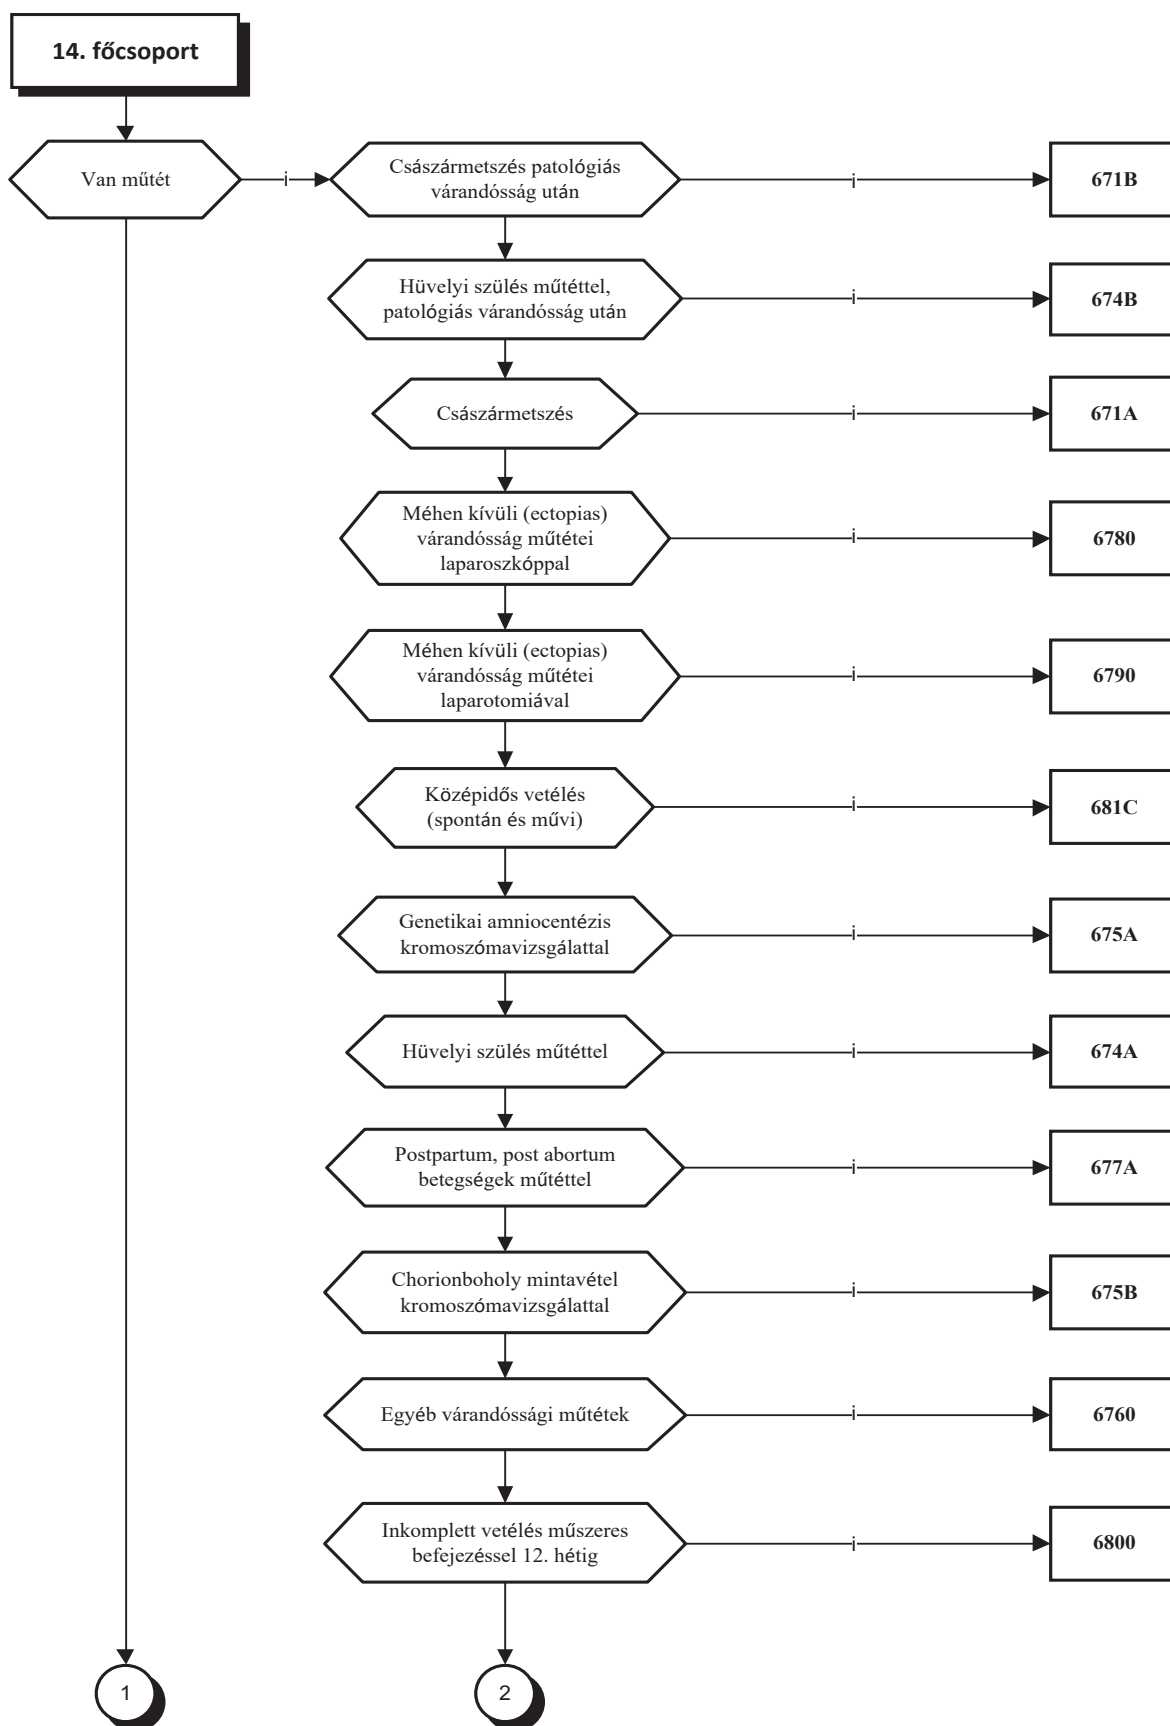 14. főcsoport
Van műtét
i
Császármetszés patológiás
várandósság után
i
671B
Hüvelyi szülés műtéttel,
patológiás várandósság után
i
674B
Császármetszés
i
671A
Méhen kívüli (ectopias)
várandósság műtétei
laparoszkóppal
i
6780
Méhen kívüli (ectopias)
várandósság műtétei
laparotomiával
i
6790
Középidős vetélés
(spontán és művi)
i
681C
Genetikai amniocentézis
kromoszómavizsgálattal
i
675A
Hüvelyi szülés műtéttel
i
674A
Postpartum, post abortum
betegségek műtéttel
i
677A
Chorionboholy mintavétel
kromoszómavizsgálattal
i
675B
Egyéb várandóssági műtétek
i
6760
Inkomplett vetélés műszeres
befejezéssel 12. hétig
i
6800
1
2